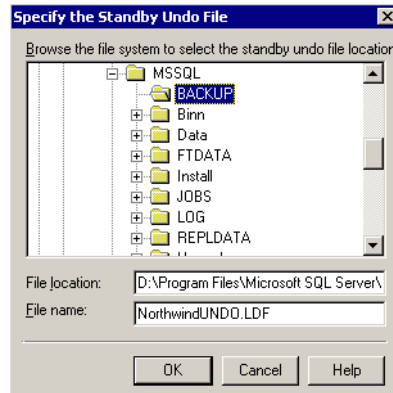 Specify the Standby Undo File
Browse the file system to select the standby undo file location
MSSQL
BACKUP
Binn
Data
FTDATA
Install
JOBS
LOG
REPLDATA
File location:
D:\Program Files\Microsoft SQL Server\
File name:
NorthwindUNDO.LDF
OK
Cancel
Help